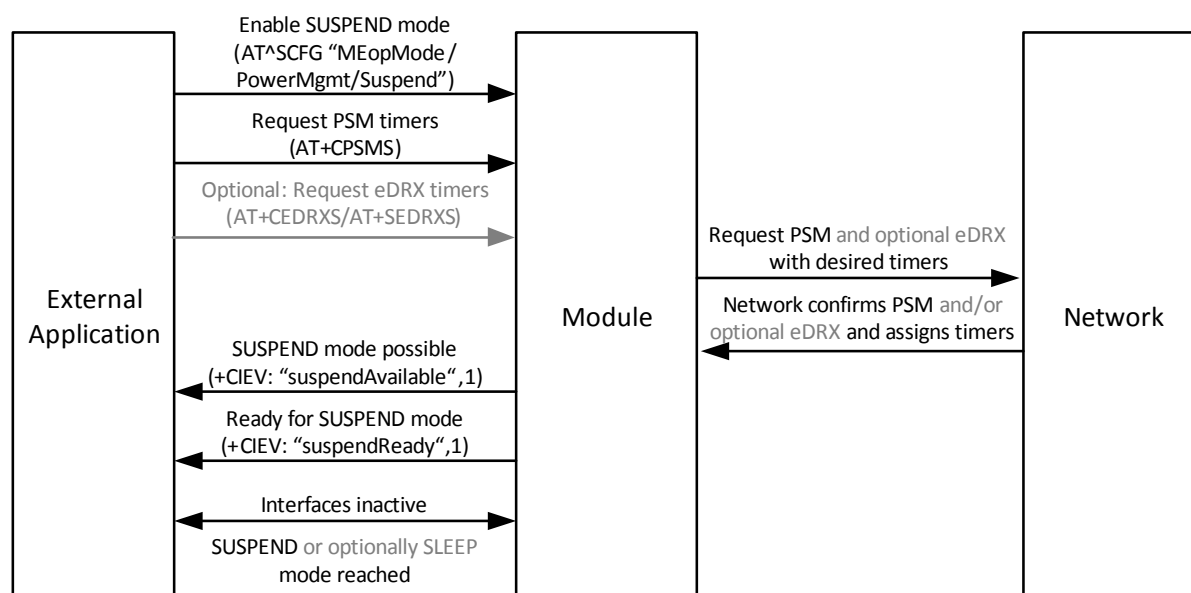 Enable SUSPEND mode
(AT^SCFG “MEopMode/
PowerMgmt/Suspend”)
Request PSM timers
(AT+CPSMS)
Optional: Request eDRX timers
(AT+CEDRXS/AT+SEDRXS)
Request PSM and optional eDRX
with desired timers
External
Application
Module
Network confirms PSM and/or
optional eDRX and assigns timers
Network
SUSPEND mode possible
(+CIEV: “suspendAvailable“,1)
Ready for SUSPEND mode
(+CIEV: “suspendReady“,1)
Interfaces inactive
SUSPEND or optionally SLEEP
mode reached